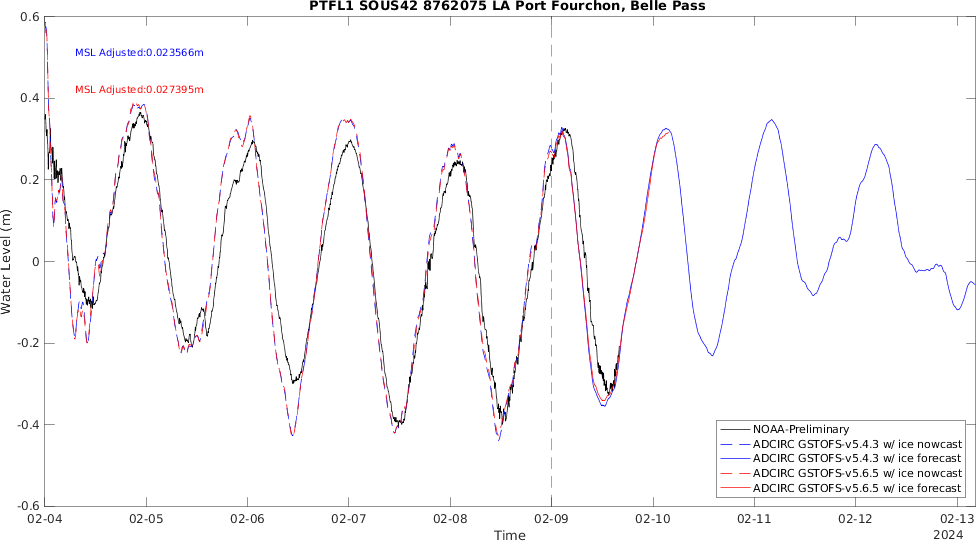 PTFL1 SOUS42 8762075 LA Port Fourchon, Belle Pass
0.6
MSL Adjusted:0.023566m
MSL Adjusted:0.027395m
0.4
0.2
0
-0.2
-0.4
-0.6
Water Level (m)
NOAA-Preliminary
ADCIRC GSTOFS-v5.4.3 w/ ice nowcast
ADCIRC GSTOFS-v5.4.3 w/ ice forecast
ADCIRC GSTOFS-v5.6.5 w/ ice nowcast
ADCIRC GSTOFS-v5.6.5 w/ ice forecast
02-04 02-05 02-06 02-07 02-08 02-09 02-10 02-11 02-12 02-13
Time
2024